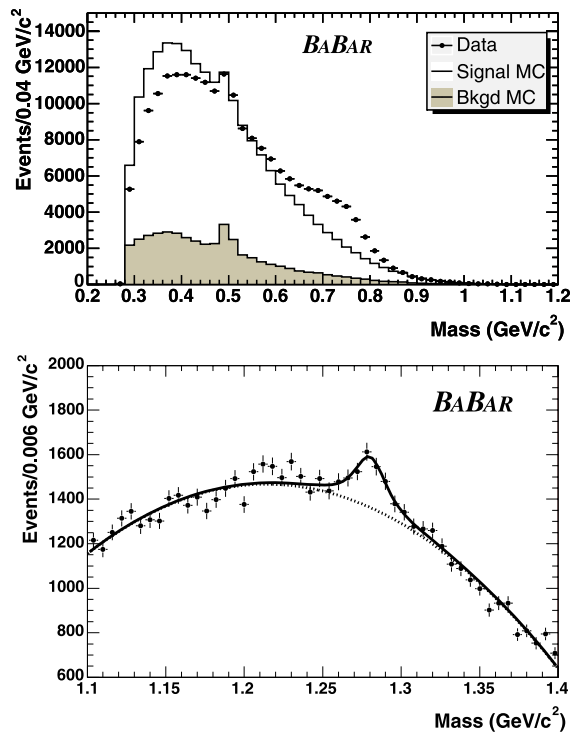 Events/0.04 GeV/c²
14000
12000
10000
8000
6000
4000
2000
0
BABAR
Data
Signal MC
Bkgd MC
0.2 0.3 0.4 0.5 0.6 0.7 0.8 0.9 1 1.1 1.2
Mass (GeV/c²)
Events/0.006 GeV/c²
2000
1800
1600
1400
1200
1000
800
600
BABAR
1.1 1.15 1.2 1.25 1.3 1.35 1.4
Mass (GeV/c²)